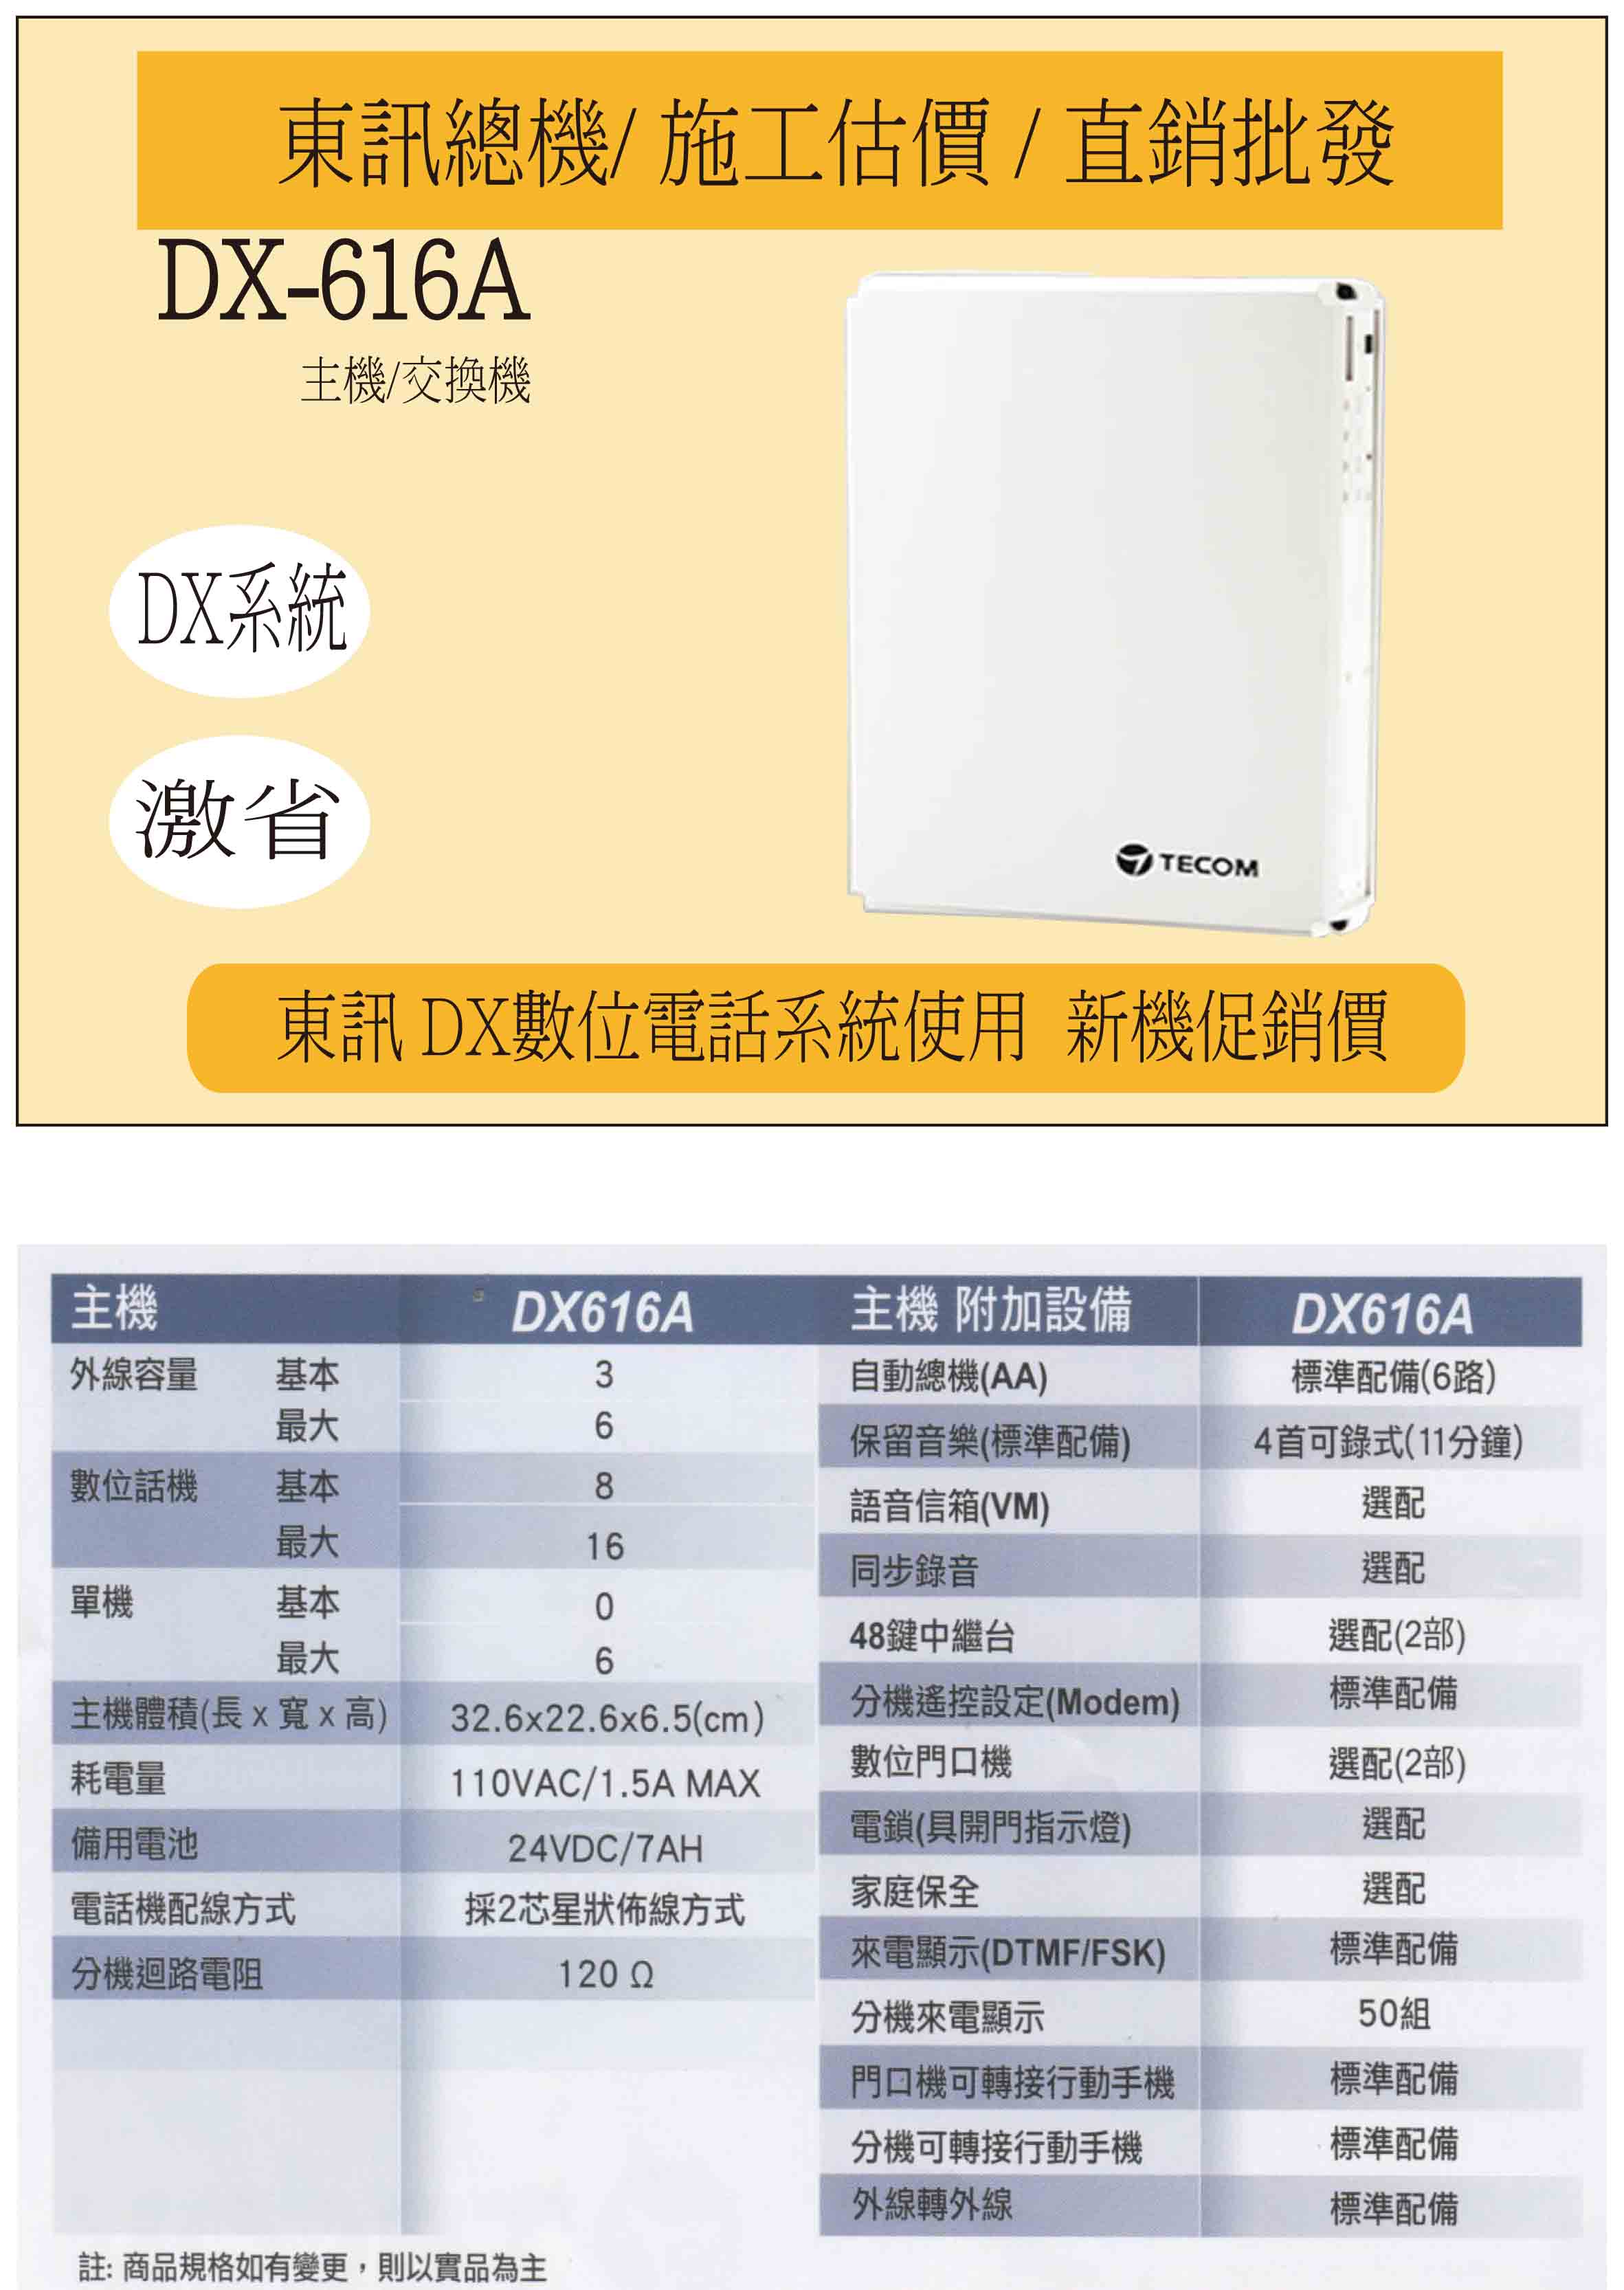 東訊總機/ 施工估價 / 直銷批發
DX-616A
主機/交換機
DX系統
激省
TECOM
東訊 DX數位電話系統使用 新機促銷價
主機 DX616A
外線容量 基本 3
最大 6
數位話機 基本 8
最大 16
單機 基本 0
最大 6
主機體積(長 x 寬 x 高) 32.6x22.6x6.5(cm)
耗電量 110VAC/1.5A MAX
備用電池 24VDC/7AH
電話機配線方式 採2芯星狀佈線方式
分機迴路電阻 120 Ω
主機 附加設備 DX616A
自動總機(AA) 標準配備(6路)
保留音樂(標準配備) 4首可錄式(11分鐘)
語音信箱(VM) 選配
同步錄音 選配
48鍵中繼台 選配(2部)
分機遙控設定(Modem) 標準配備
數位門口機 選配(2部)
電鎖(具開門指示燈) 選配
家庭保全 選配
來電顯示(DTMF/FSK) 標準配備
分機來電顯示 50組
門口機可轉接行動手機 標準配備
分機可轉接行動手機 標準配備
外線轉外線 標準配備
註: 商品規格如有變更，則以實品為主